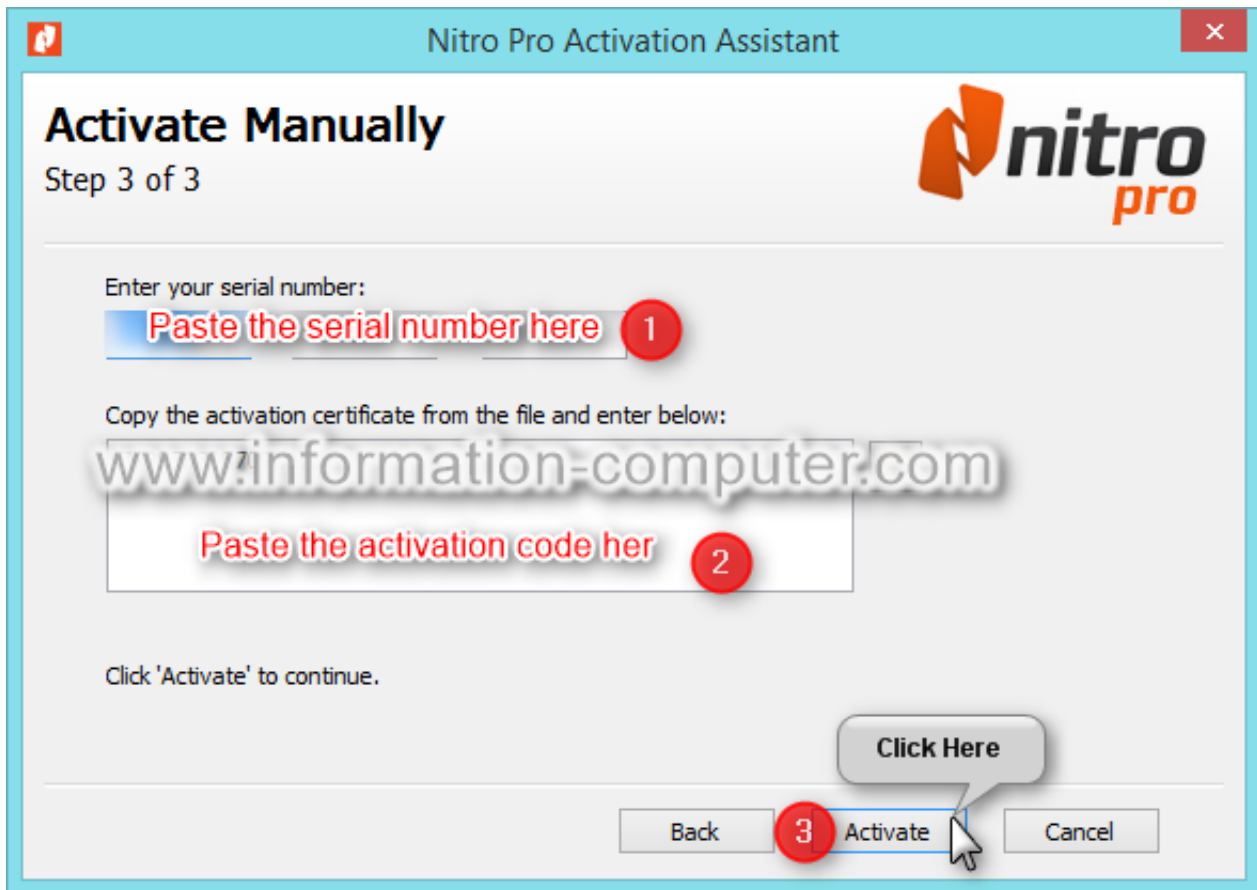 Nitro Pro Activation Assistant
Activate Manually
Step 3 of 3
nitro
pro
Enter your serial number:
Paste the serial number here 1
Copy the activation certificate from the file and enter below:
www.information-computer.com
Paste the activation code her 2
Click 'Activate' to continue.
Click Here
Back 3 Activate Cancel